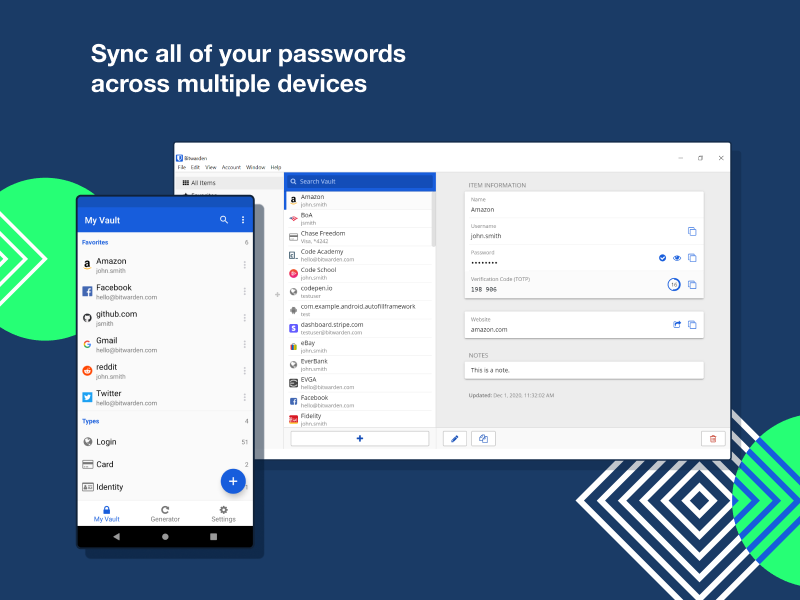 Sync all of your passwords
across multiple devices
Bitwarden
File Edit View Account Window Help
All Items
Search Vault
Amazon
john.smith
BoA
jsmith
Chase Freedom
Visa, *4242
Code Academy
hello@bitwarden.com
Code School
john.smith
codepen.io
testuser
com.example.android.autofillframework
test
dashboard.stripe.com
testuser@bitwarden.com
eBay
john.smith
EverBank
john.smith
EVGA
hello@bitwarden.com
Facebook
hello@bitwarden.com
Fidelity
john.smith
ITEM INFORMATION
Name
Amazon
Username
john.smith
Password
••••••••
Verification Code (TOTP)
198 906
16
Website
amazon.com
NOTES
This is a note.
Updated: Dec 1, 2020, 11:32:02 AM
My Vault
Favorites 6
Amazon
john.smith
Facebook
hello@bitwarden.com
github.com
jsmith
Gmail
hello@bitwarden.com
reddit
john.smith
Twitter
hello@bitwarden.com
Types 4
Login 51
Card 2
Identity
My Vault Generator Settings